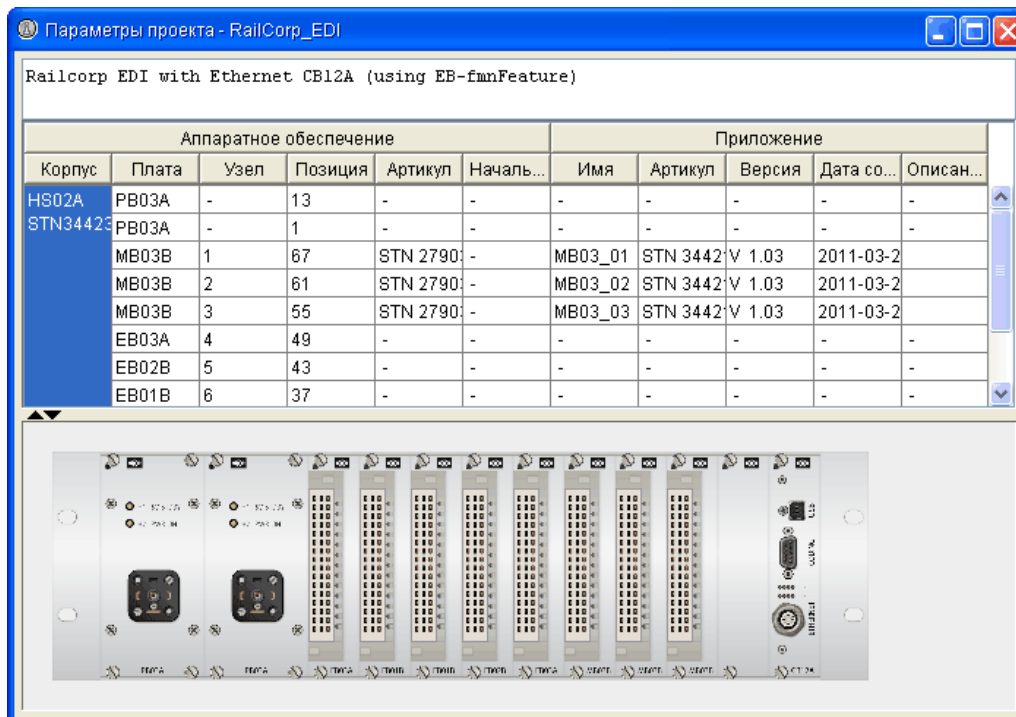 Параметры проекта - RailCorp_EDI
Railcorp EDI with Ethernet CB12A (using EB-fmnFeature)
Аппаратное обеспечение Приложение
Корпус Плата Узел Позиция Артикул Началь... Имя Артикул Версия Дата со... Описан...
HS02A PB03A - 13 - - - - - - -
STN34423 PB03A - 1 - - - - - - -
MB03B 1 67 STN 2790 - MB03_01 STN 3442 V 1.03 2011-03-2
MB03B 2 61 STN 2790 - MB03_02 STN 3442 V 1.03 2011-03-2
MB03B 3 55 STN 2790 - MB03_03 STN 3442 V 1.03 2011-03-2
EB03A 4 49 - - - - - - -
EB02B 5 43 - - - - - - -
EB01B 6 37 - - - - - - -
USB
ETHERNET